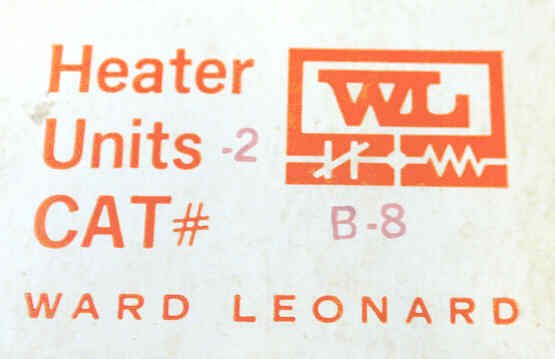 Heater
WL
Units -2
CAT# B-8
WARD LEONARD